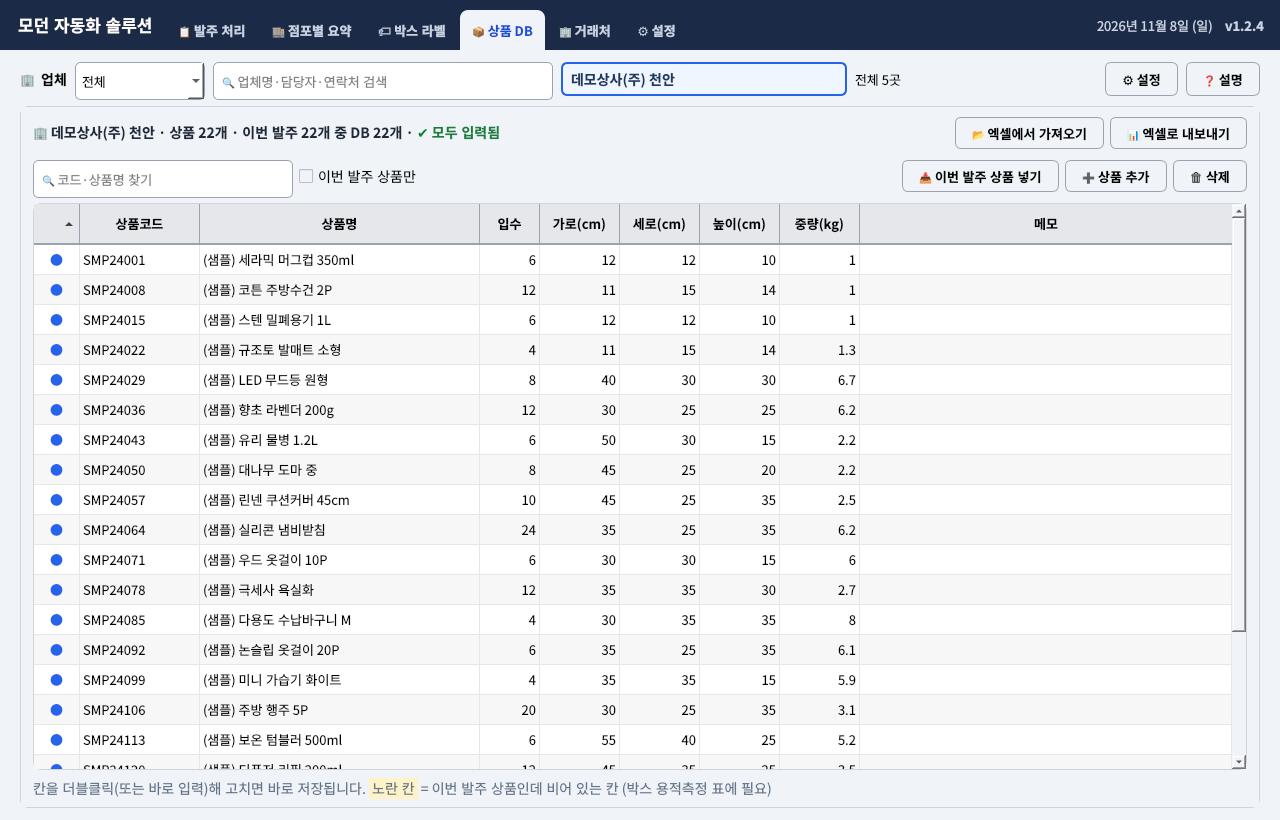 모던 자동화 솔루션
발주 처리
점포별 요약
박스 라벨
상품 DB
거래처
설정
2026년 11월 8일 (일) v1.2.4
업체
전체
업체명·담당자·연락처 검색
데모상사(주) 천안
전체 5곳
설정
설명
데모상사(주) 천안 · 상품 22개 · 이번 발주 22개 중 DB 22개 · ✔ 모두 입력됨
엑셀에서 가져오기
엑셀로 내보내기
코드·상품명 찾기
이번 발주 상품만
이번 발주 상품 넣기
상품 추가
삭제
상품코드 상품명 입수 가로(cm) 세로(cm) 높이(cm) 중량(kg) 메모
SMP24001 (샘플) 세라믹 머그컵 350ml 6 12 12 10 1
SMP24008 (샘플) 코튼 주방수건 2P 12 11 15 14 1
SMP24015 (샘플) 스텐 밀폐용기 1L 6 12 12 10 1
SMP24022 (샘플) 규조토 발매트 소형 4 11 15 14 1.3
SMP24029 (샘플) LED 무드등 원형 8 40 30 30 6.7
SMP24036 (샘플) 향초 라벤더 200g 12 30 25 25 6.2
SMP24043 (샘플) 유리 물병 1.2L 6 50 30 15 2.2
SMP24050 (샘플) 대나무 도마 중 8 45 25 20 2.2
SMP24057 (샘플) 린넨 쿠션커버 45cm 10 45 25 35 2.5
SMP24064 (샘플) 실리콘 냄비받침 24 35 25 35 6.2
SMP24071 (샘플) 우드 옷걸이 10P 6 30 30 15 6
SMP24078 (샘플) 극세사 욕실화 12 35 35 30 2.7
SMP24085 (샘플) 다용도 수납바구니 M 4 30 35 35 8
SMP24092 (샘플) 논슬립 옷걸이 20P 6 35 25 35 6.1
SMP24099 (샘플) 미니 가습기 화이트 4 35 35 15 5.9
SMP24106 (샘플) 주방 행주 5P 20 30 25 35 3.1
SMP24113 (샘플) 보온 텀블러 500ml 6 55 40 25 5.2
칸을 더블클릭(또는 바로 입력)해 고치면 바로 저장됩니다. 노란 칸 = 이번 발주 상품인데 비어 있는 칸 (박스 용적측정 표에 필요)